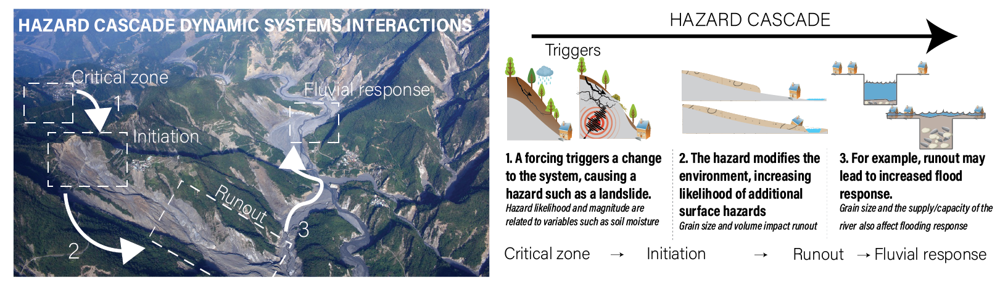 HAZARD CASCADE DYNAMIC SYSTEMS INTERACTIONS
Critical zone
1
Fluvial response
Initiation
Runout
2
3
HAZARD CASCADE
Triggers
1. A forcing triggers a change
to the system, causing a
hazard such as a landslide.
Hazard likelihood and magnitude are
related to variables such as soil moisture
2. The hazard modifies the
environment, increasing
likelihood of additional
surface hazards
Grain size and volume impact runout
3. For example, runout may
lead to increased flood
response.
Grain size and the supply/capacity of the
river also affect flooding response
Critical zone → Initiation → Runout → Fluvial response